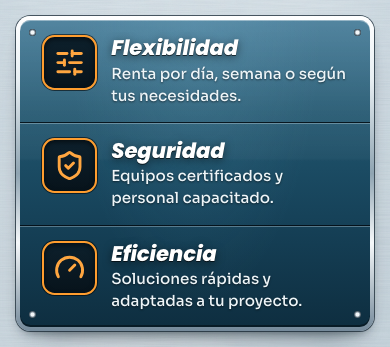 Flexibilidad
Renta por día, semana o según
tus necesidades.
Seguridad
Equipos certificados y
personal capacitado.
Eficiencia
Soluciones rápidas y
adaptadas a tu proyecto.